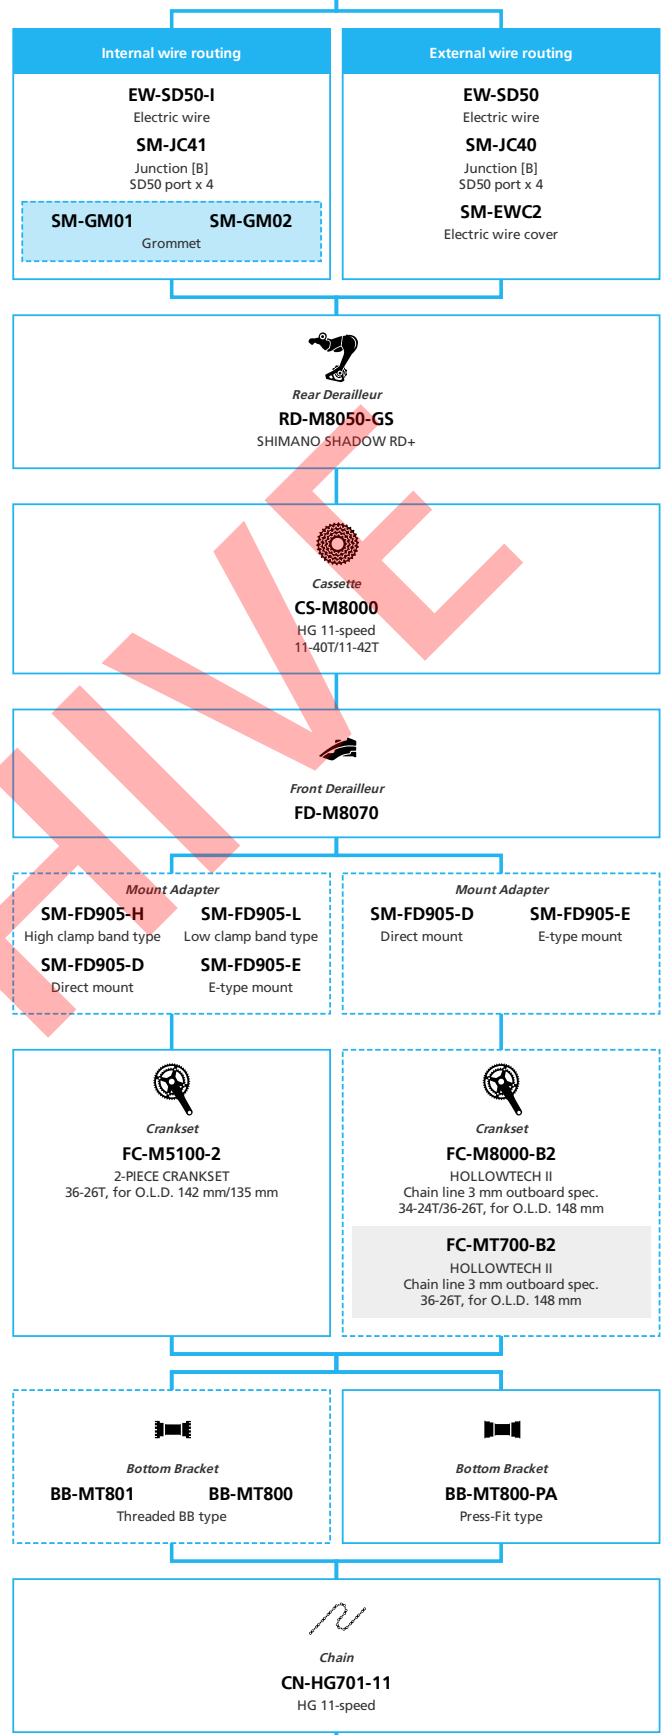 Internal wire routing
EW-SD50-I
Electric wire
SM-JC41
Junction [B]
SD50 port x 4
SM-GM01 SM-GM02
Grommet
External wire routing
EW-SD50
Electric wire
SM-JC40
Junction [B]
SD50 port x 4
SM-EWC2
Electric wire cover
Rear Derailleur
RD-M8050-GS
SHIMANO SHADOW RD+
Cassette
CS-M8000
HG 11-speed
11-40T/11-42T
Front Derailleur
FD-M8070
Mount Adapter
SM-FD905-H SM-FD905-L
High clamp band type Low clamp band type
SM-FD905-D SM-FD905-E
Direct mount E-type mount
Mount Adapter
SM-FD905-D SM-FD905-E
Direct mount E-type mount
Crankset
FC-M5100-2
2-PIECE CRANKSET
36-26T, for O.L.D. 142 mm/135 mm
Crankset
FC-M8000-B2
HOLLOWTECH II
Chain line 3 mm outboard spec.
34-24T/36-26T, for O.L.D. 148 mm
FC-MT700-B2
HOLLOWTECH II
Chain line 3 mm outboard spec.
36-26T, for O.L.D. 148 mm
Bottom Bracket
BB-MT801 BB-MT800
Threaded BB type
Bottom Bracket
BB-MT800-PA
Press-Fit type
Chain
CN-HG701-11
HG 11-speed
HIVE